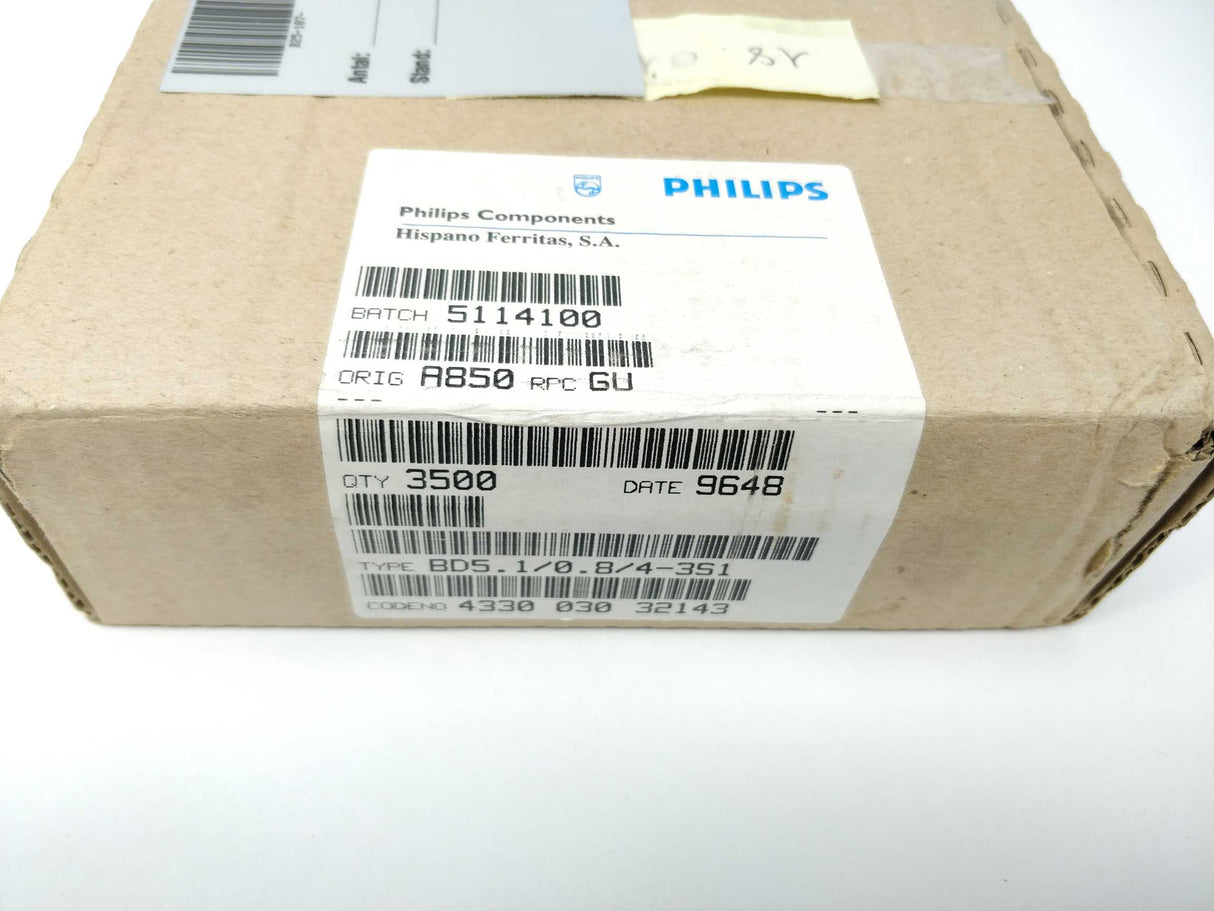 Antal:
Stand:
PHILIPS
PHILIPS
Philips Components
Hispano Ferritas, S.A.
BATCH 5114100
ORIG A850 RPC GU
---
---
QTY 3500 DATE 9648
TYPE BD5.1/0.8/4-3S1
CODENO 4330 030 32143